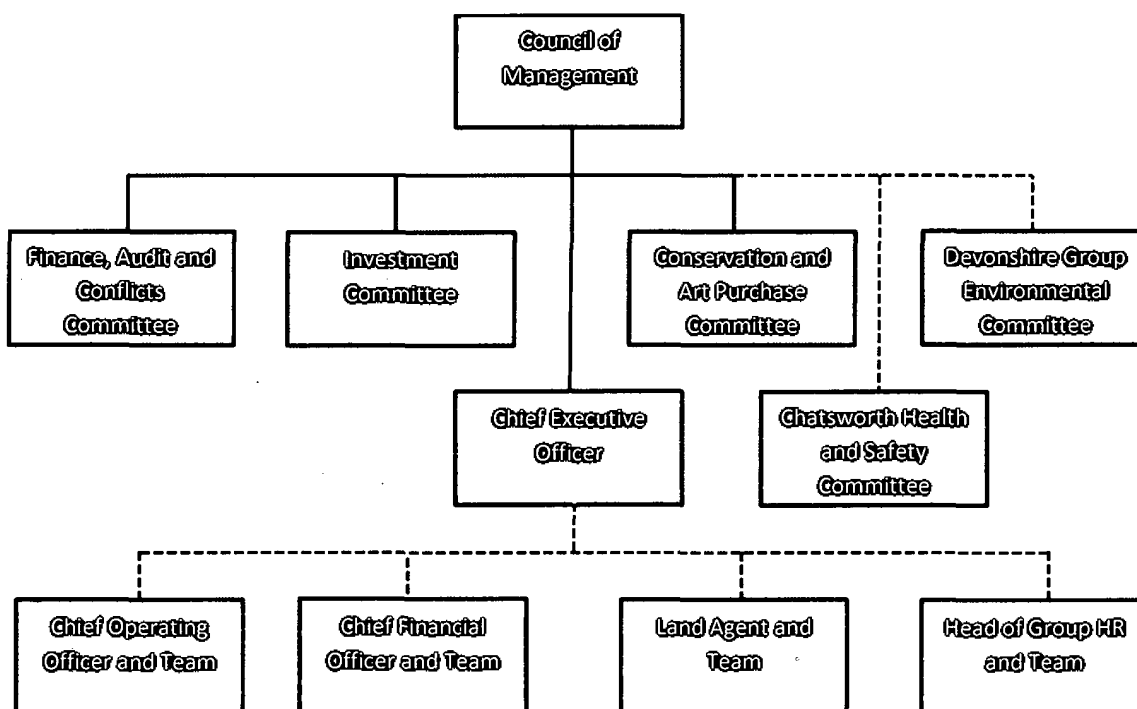 Council of
Management
Finance, Audit and
Conflicts
Committee
Investment
Committee
Conservation and
Art Purchase
Committee
Devonshire Group
Environmental
Committee
Chief Executive
Officer
Chatsworth Health
and Safety
Committee
Chief Operating
Officer and Team
Chief Financial
Officer and Team
Land Agent and
Team
Head of Group HR
and Team